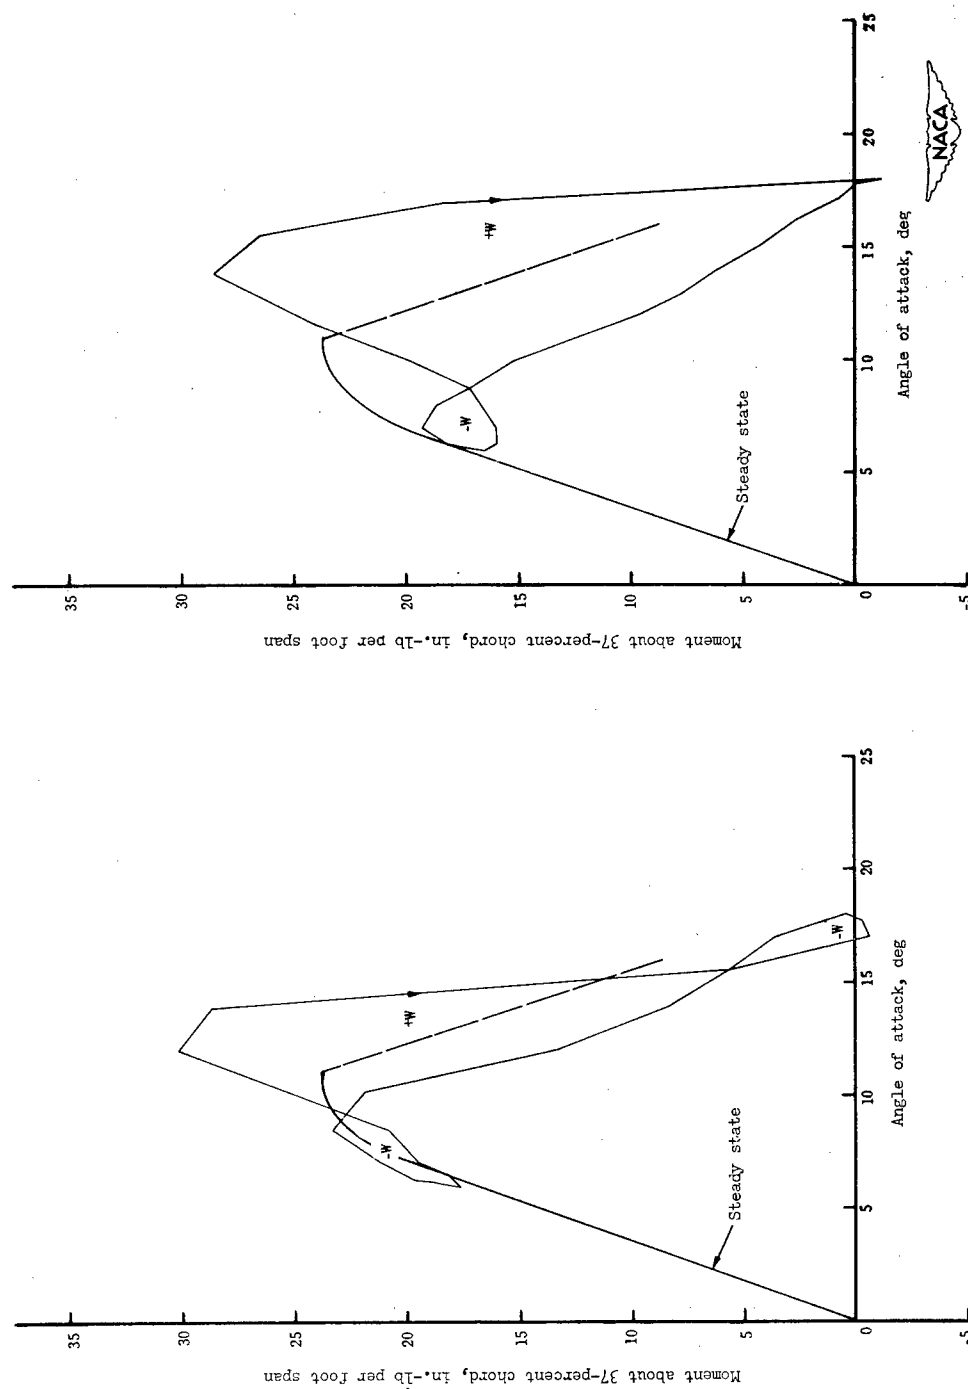 Moment about 37-percent chord, in.-lb per foot span
35
30
25
20
15
10
5
0
-5
5
10
15
20
25
Angle of attack, deg
Steady state
+W
-W
-W
Moment about 37-percent chord, in.-lb per foot span
35
30
25
20
15
10
5
0
-5
5
10
15
20
25
Angle of attack, deg
Steady state
+W
-W
NACA